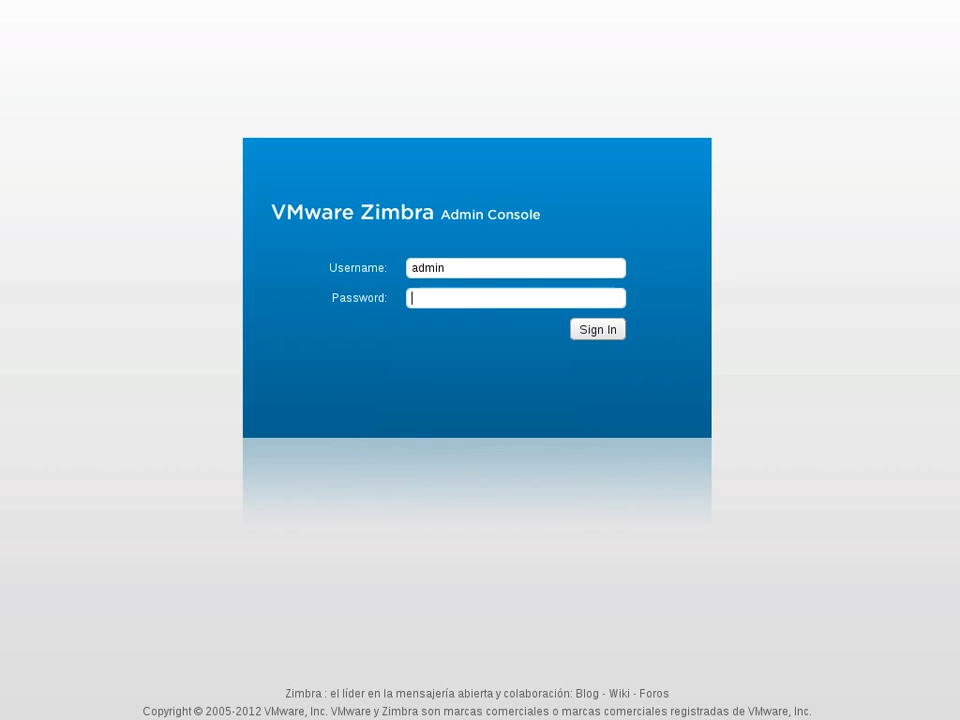 VMware Zimbra Admin Console
Username: admin
Password:
Sign In
Zimbra : el líder en la mensajería abierta y colaboración: Blog - Wiki - Foros
Copyright © 2005-2012 VMware, Inc. VMware y Zimbra son marcas comerciales o marcas comerciales registradas de VMware, Inc.